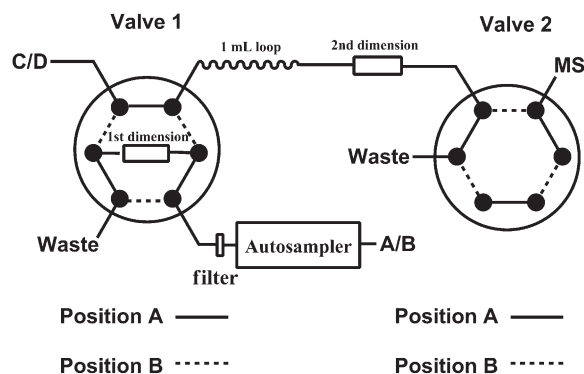 Valve 1
Valve 2
1 mL loop
2nd dimension
C/D
MS
1st dimension
Waste
Waste
Autosampler
A/B
filter
Position A
Position A
Position B
Position B